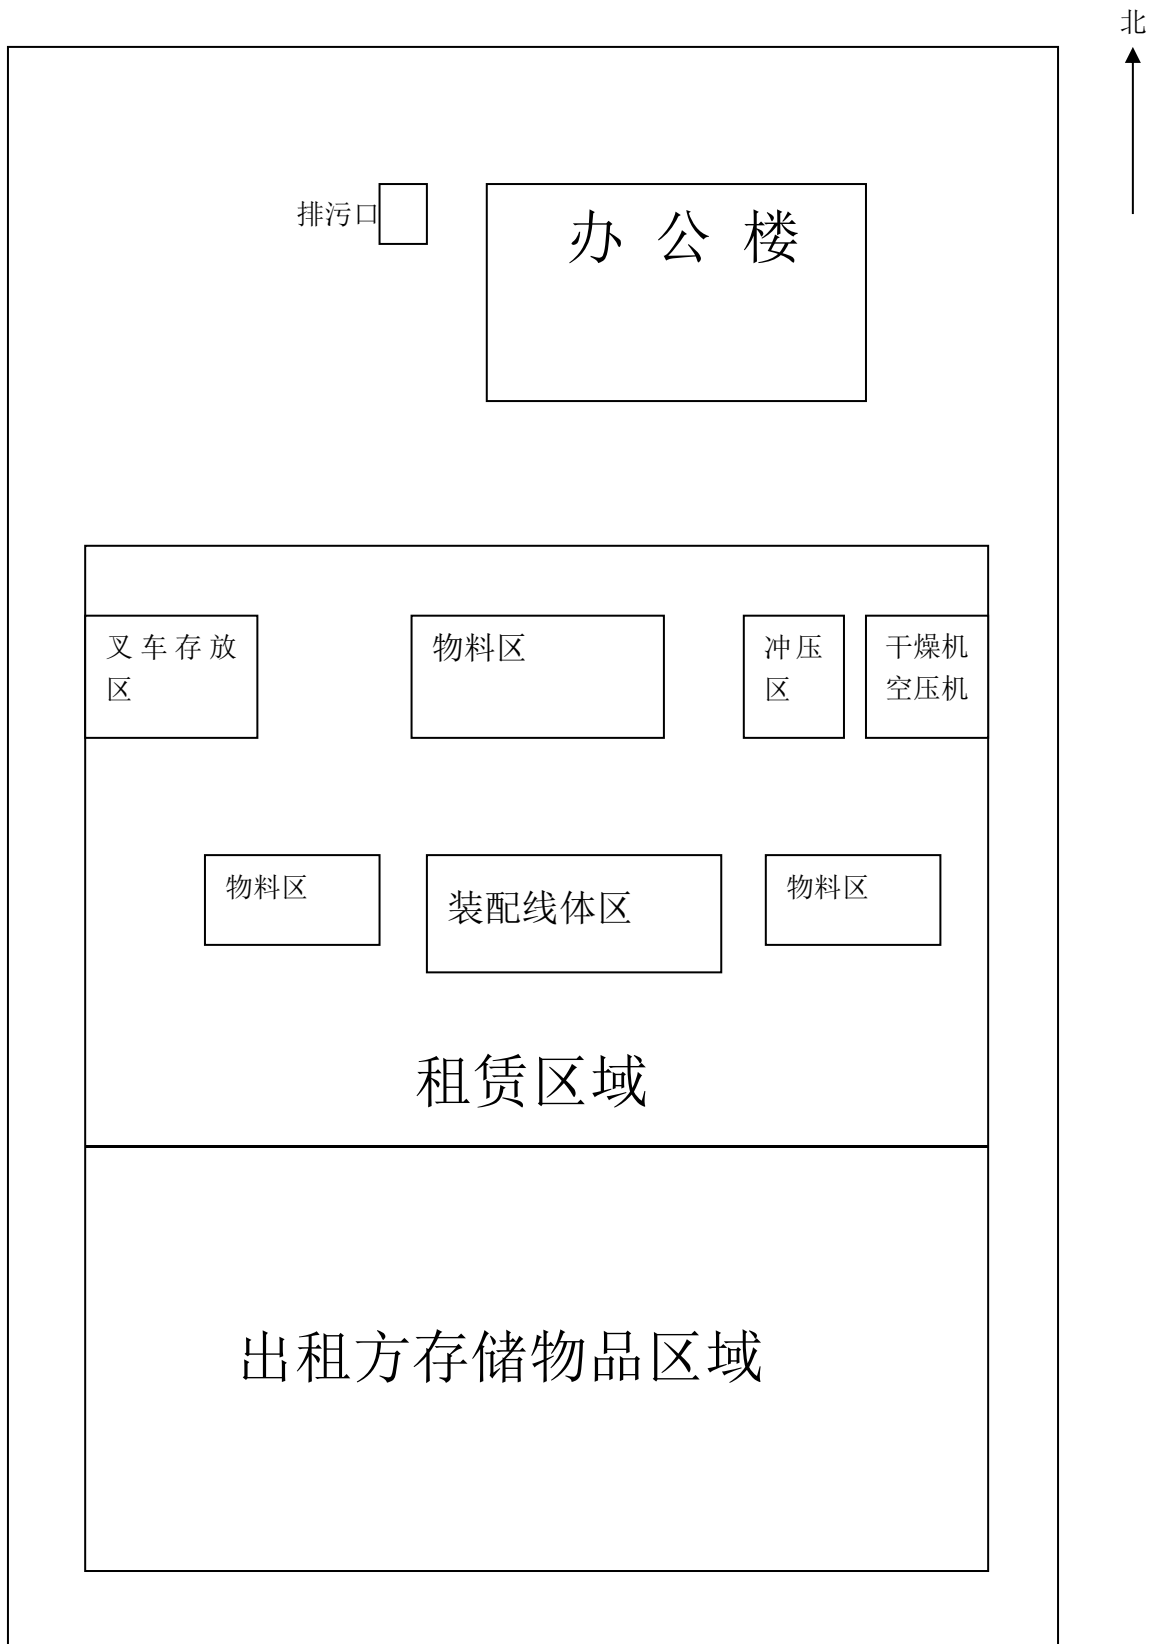 北
排污口
办 公 楼
叉车存放
区
物料区
冲压
区
干燥机
空压机
物料区
装配线体区
物料区
租赁区域
出租方存储物品区域